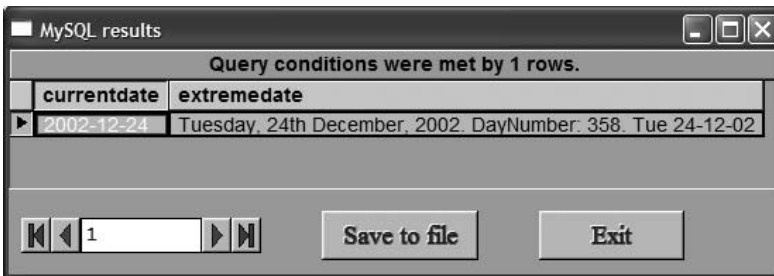 MySQL results
Query conditions were met by 1 rows.
currentdate extremedate
2002-12-24 Tuesday, 24th December, 2002. DayNumber: 358. Tue 24-12-02
1 Save to file Exit